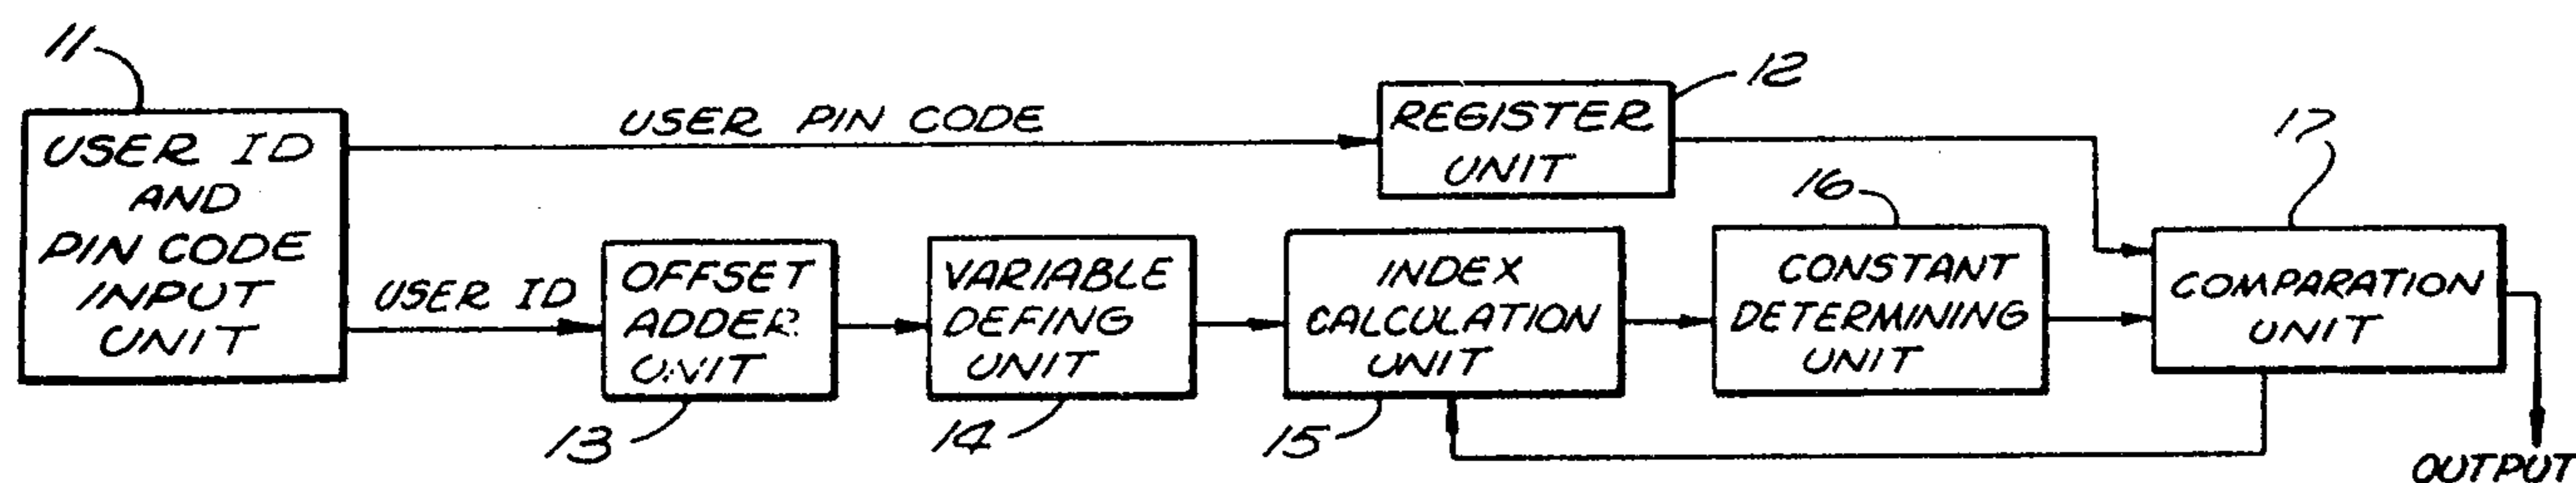 11
USER ID
AND
PIN CODE
INPUT
UNIT
USER PIN CODE
REGISTER
UNIT
12
USER ID
OFFSET
ADDER
UNIT
13
VARIABLE
DEFING
UNIT
14
INDEX
CALCULATION
UNIT
15
16
CONSTANT
DETERMINING
UNIT
17
COMPARATION
UNIT
OUTPUT